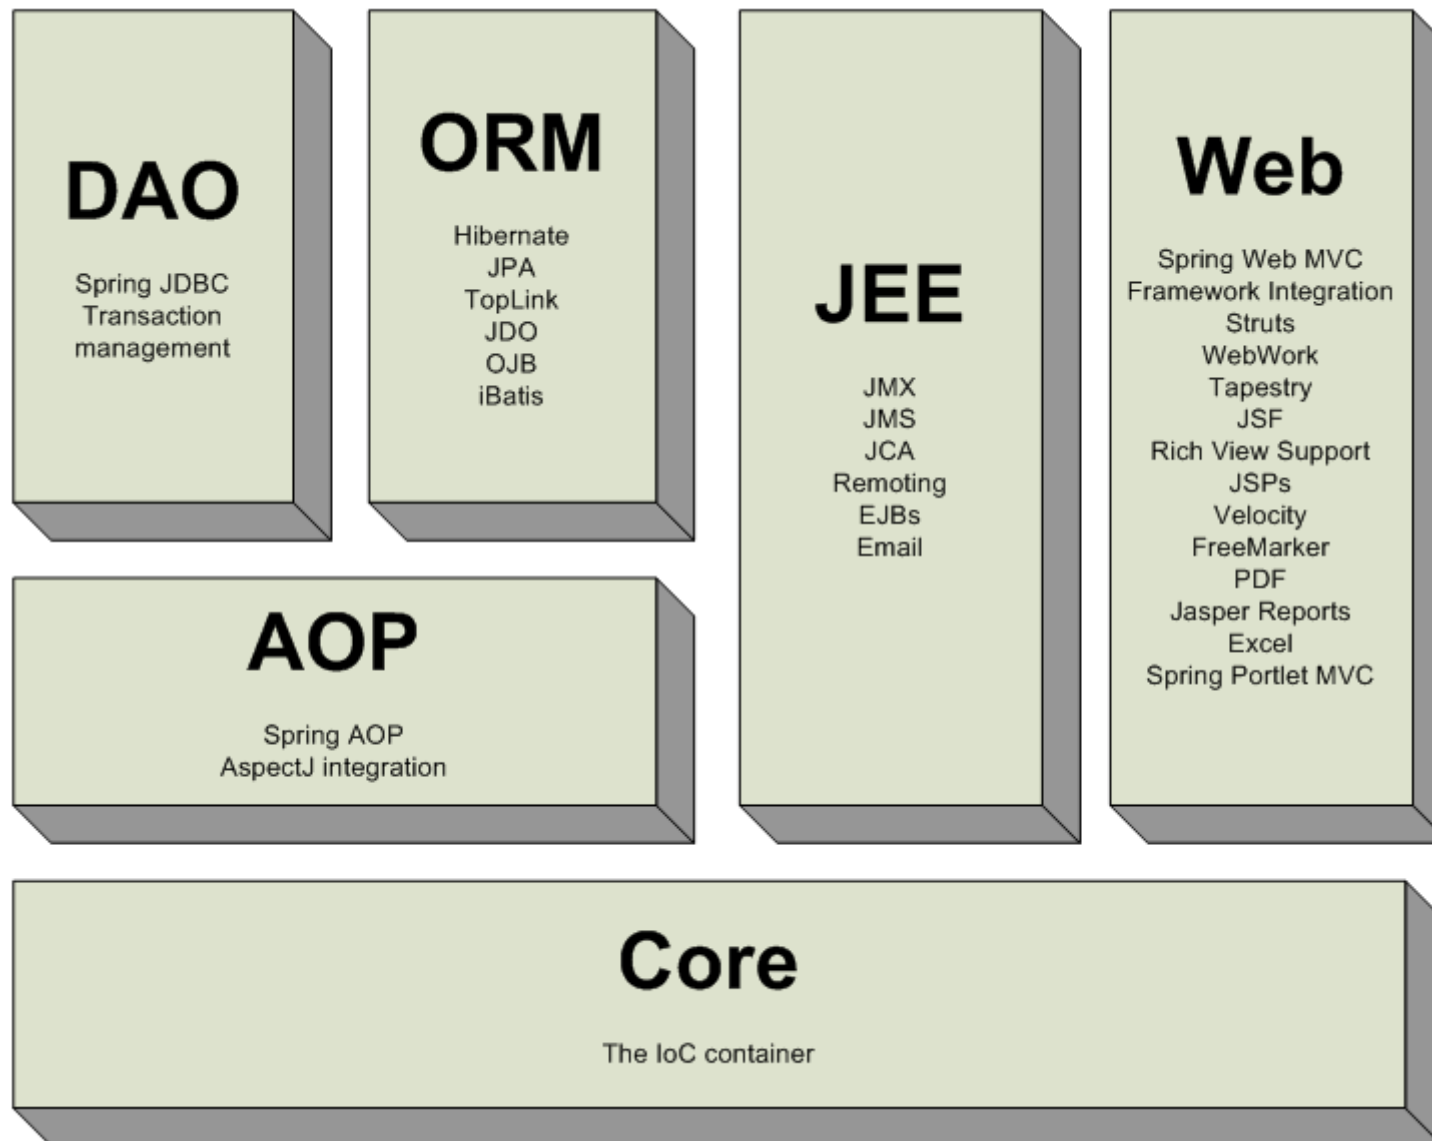 DAO
Spring JDBC
Transaction
management
ORM
Hibernate
JPA
TopLink
JDO
OJB
iBatis
JEE
JMX
JMS
JCA
Remoting
EJBs
Email
Web
Spring Web MVC
Framework Integration
Struts
WebWork
Tapestry
JSF
Rich View Support
JSPs
Velocity
FreeMarker
PDF
Jasper Reports
Excel
Spring Portlet MVC
AOP
Spring AOP
AspectJ integration
Core
The IoC container